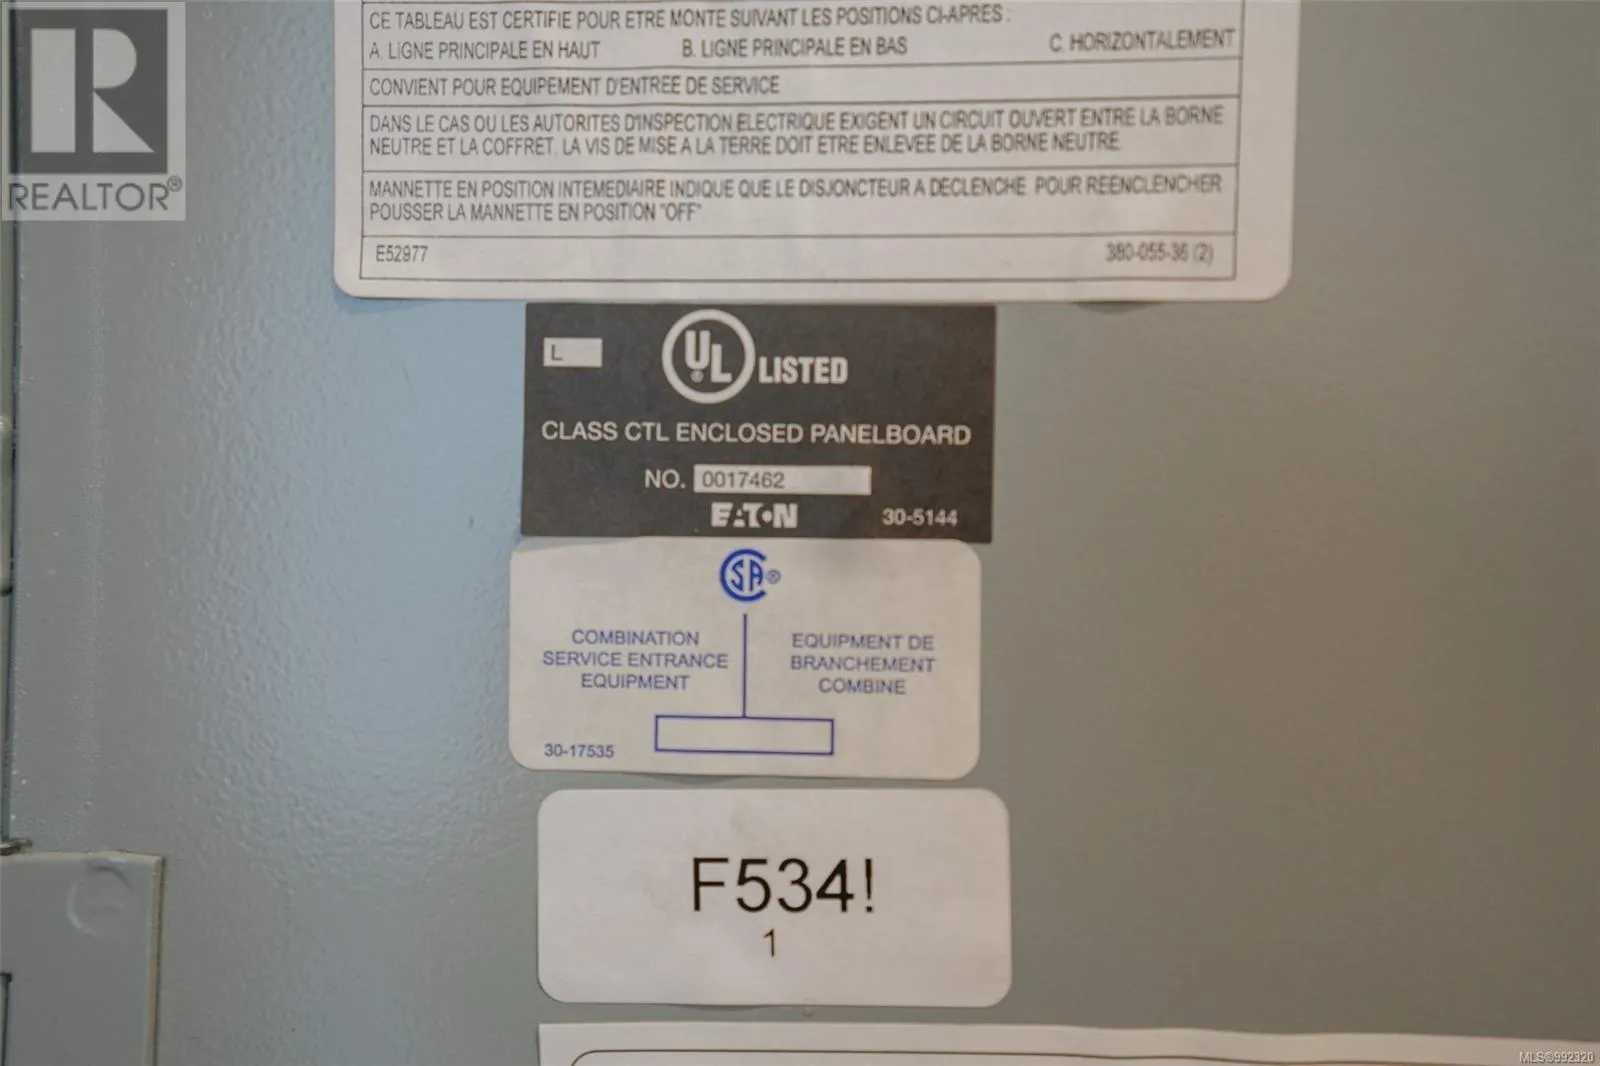 CE TABLEAU EST CERTIFIE POUR ETRE MONTE SUIVANT LES POSITIONS CI-APRES :
A. LIGNE PRINCIPALE EN HAUT B. LIGNE PRINCIPALE EN BAS C. HORIZONTALEMENT
CONVIENT POUR EQUIPEMENT D'ENTREE DE SERVICE
DANS LE CAS OU LES AUTORITES D'INSPECTION ELECTRIQUE EXIGENT UN CIRCUIT OUVERT ENTRE LA BORNE
NEUTRE ET LA COFFRET, LA VIS DE MISE A LA TERRE DOIT ETRE ENLEVEE DE LA BORNE NEUTRE.
MANNETTE EN POSITION INTEMEDIAIRE INDIQUE QUE LE DISJONCTEUR A DECLENCHE. POUR REENCLENCHER
POUSSER LA MANNETTE EN POSITION "OFF"
E52977 380-055-36 (2)
REALTOR®
L
UL® LISTED
CLASS CTL ENCLOSED PANELBOARD
NO. 0017462
EATON 30-5144
CSA®
COMBINATION
SERVICE ENTRANCE
EQUIPMENT
EQUIPMENT DE
BRANCHEMENT
COMBINE
30-17535
F534!
1
MLS®992320